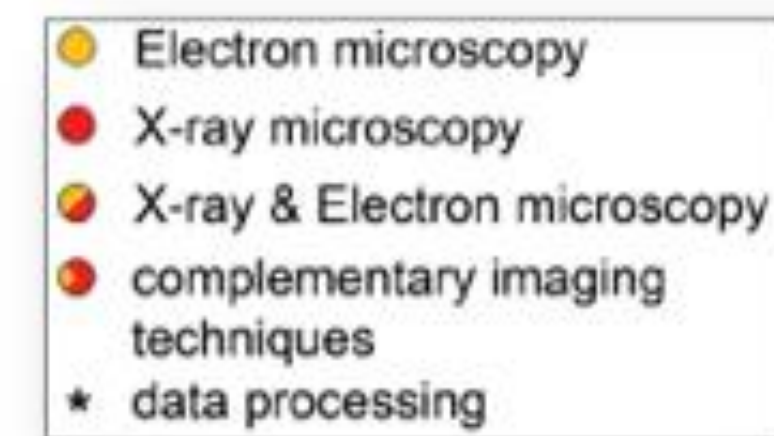 Electron microscopy
X-ray microscopy
X-ray & Electron microscopy
complementary imaging
techniques
* data processing